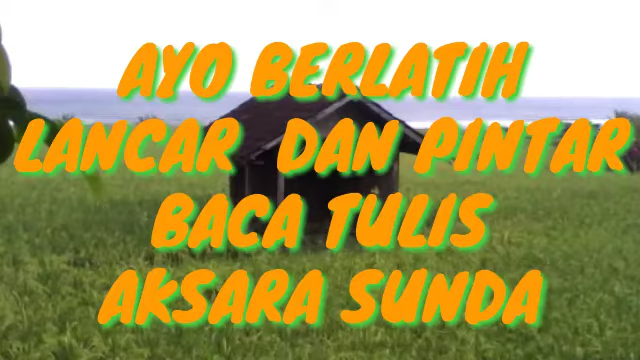 AYO BERLATIH
LANCAR DAN PINTAR
BACA TULIS
AKSARA SUNDA